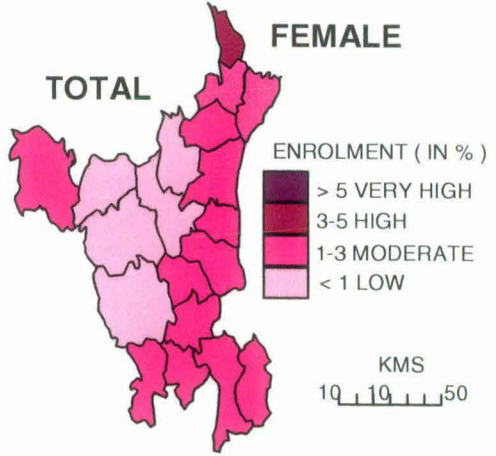 FEMALE
TOTAL
ENROLMENT ( IN % )
> 5 VERY HIGH
3-5 HIGH
1-3 MODERATE
< 1 LOW
KMS
10 10 50